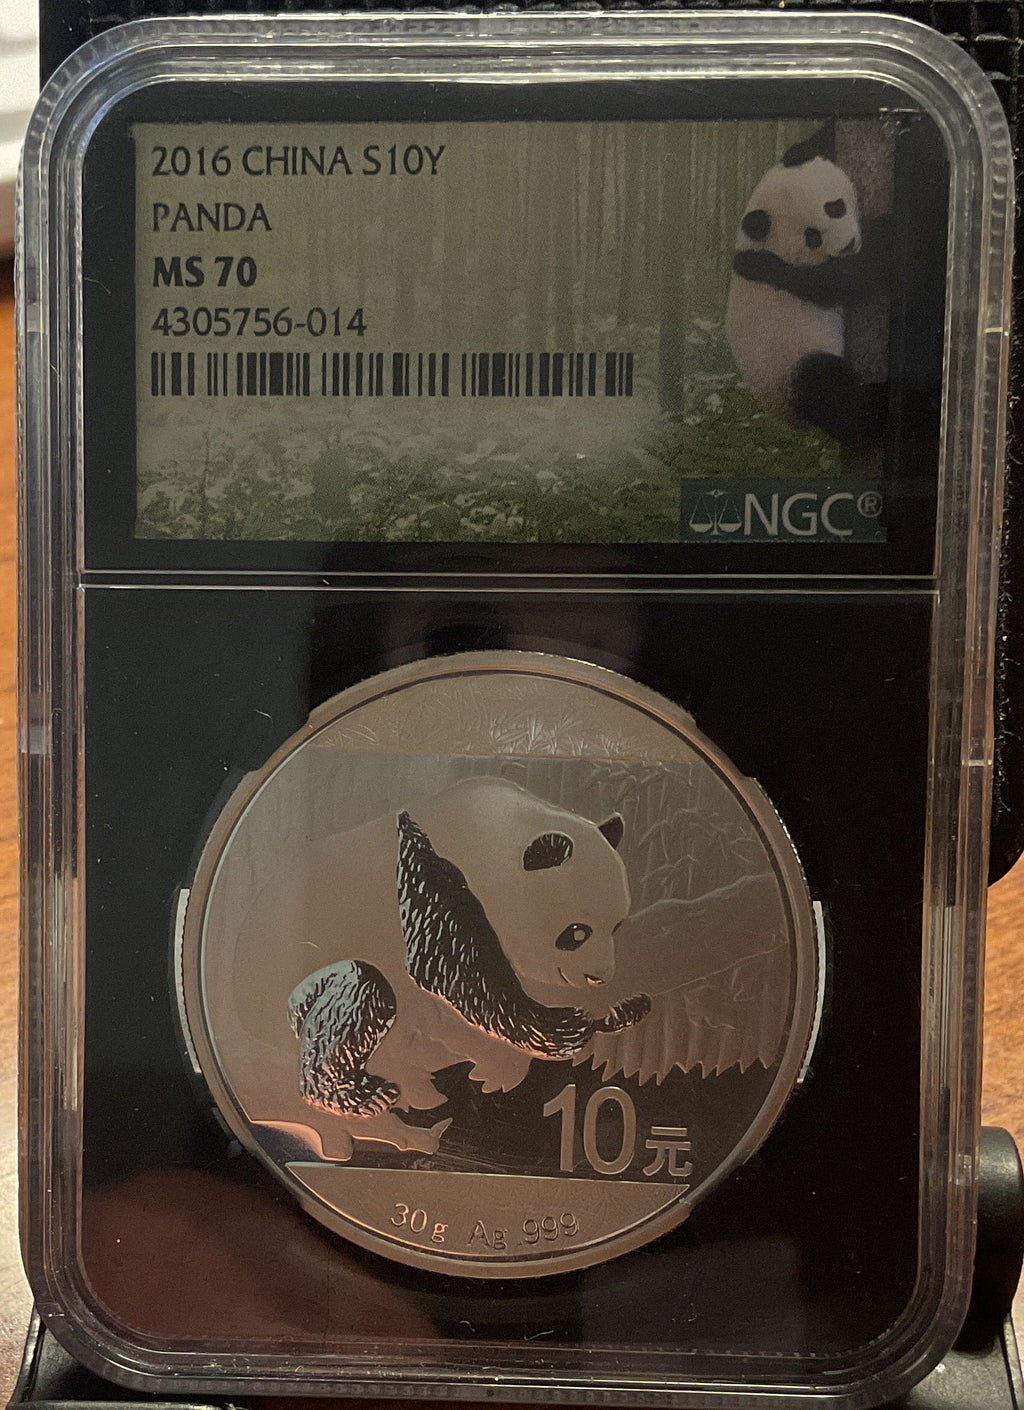 2016 CHINA S10Y
PANDA
MS 70
4305756-014
NGC®
10元
30g Ag .999